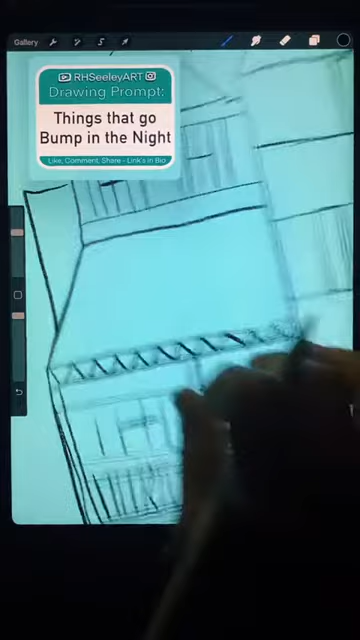 Gallery
RHSeeleyART
Drawing Prompt:
Things that go
Bump in the Night
Like, Comment, Share - Link's in Bio